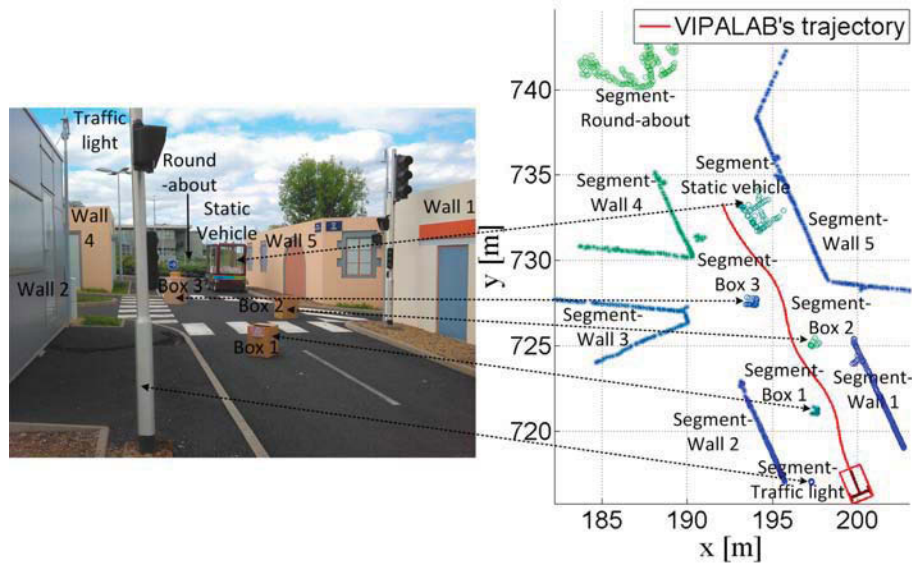 Traffic
light
Round
-about
Static
Vehicle
Wall
4
Wall 5
Wall 1
Wall 2
Box 3
Box 2
Box 1
VIPALAB's trajectory
740
735
730
725
720
y [m]
185
190
195
200
x [m]
Segment-
Round-about
Segment-
Static vehicle
Segment-
Wall 4
Segment-
Wall 5
Segment-
Box 3
Segment-
Wall 3
Segment-
Box 2
Segment-
Box 1
Segment-
Wall 1
Segment-
Wall 2
Segment-
Traffic light